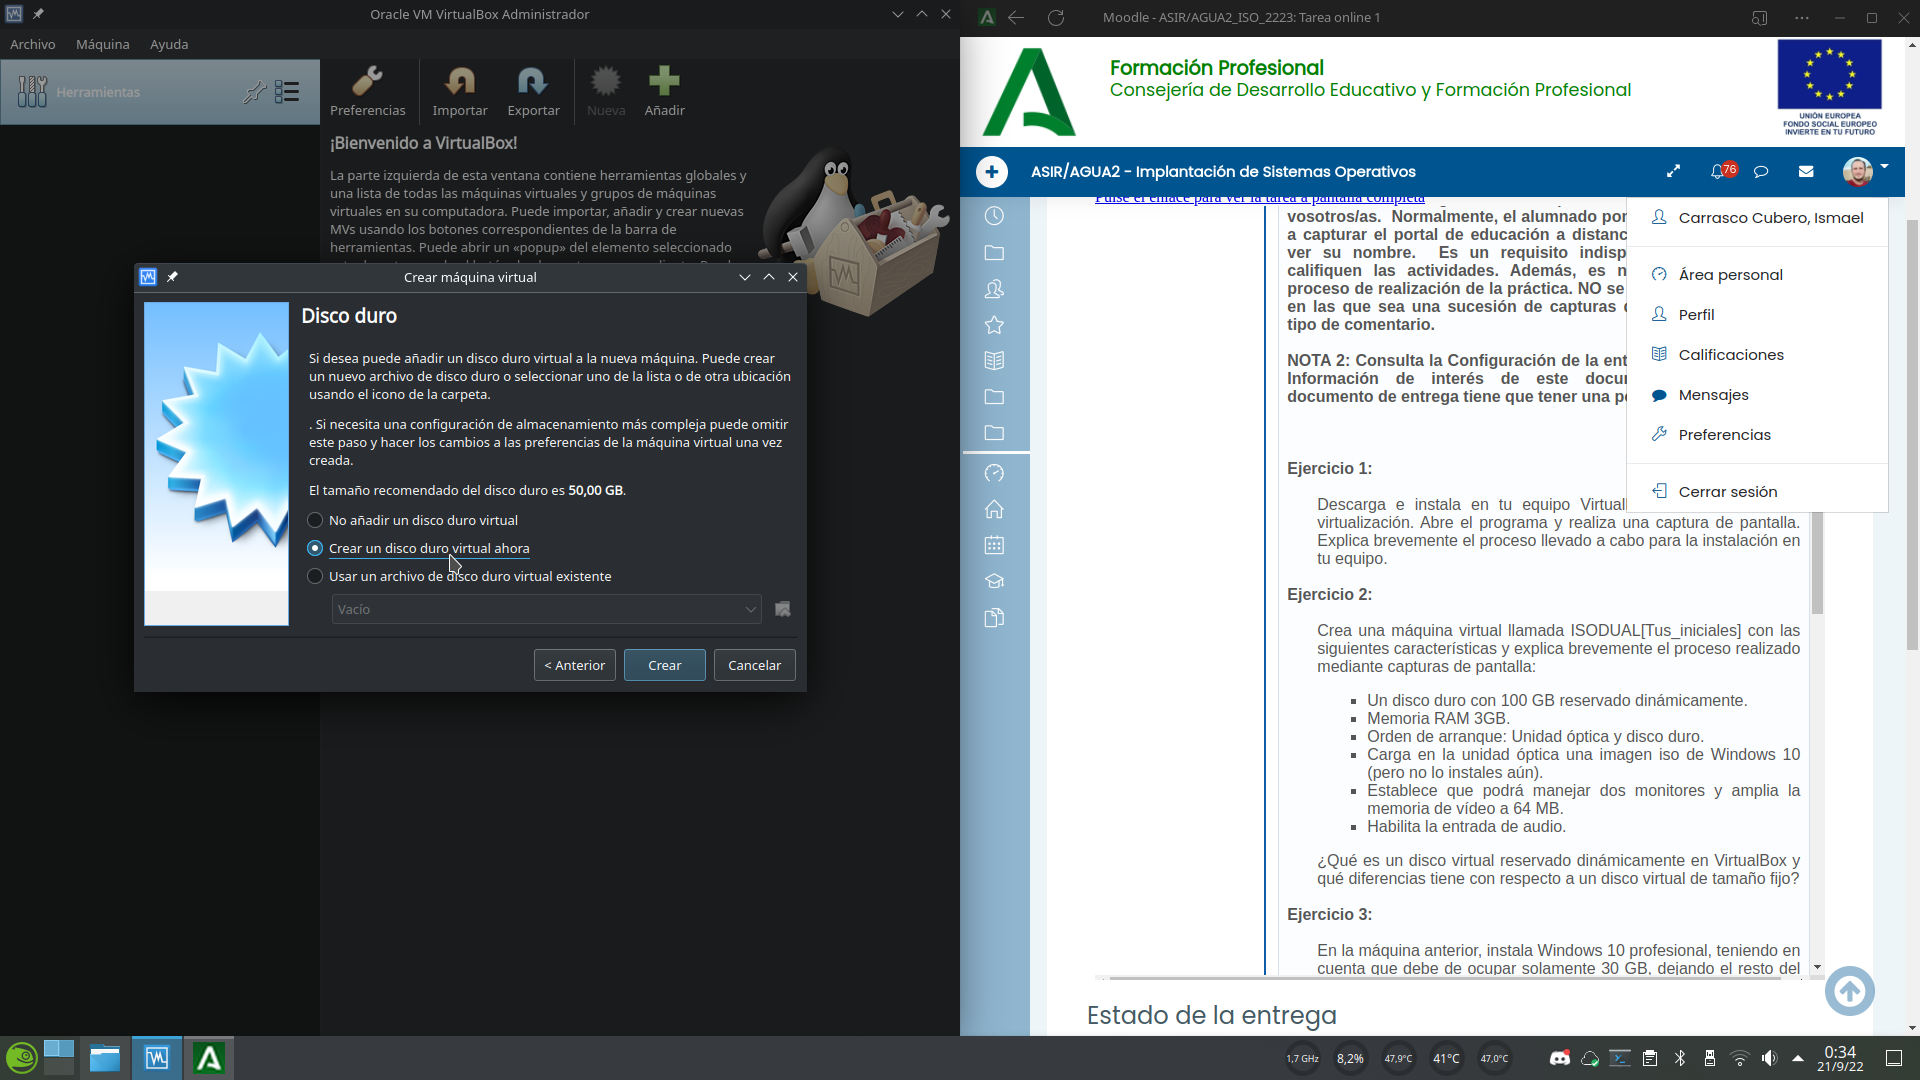 Oracle VM VirtualBox Administrador
Archivo Máquina Ayuda
Herramientas
Preferencias Importar Exportar Nueva Añadir
¡Bienvenido a VirtualBox!
La parte izquierda de esta ventana contiene herramientas globales y
una lista de todas las máquinas virtuales y grupos de máquinas
virtuales en su computadora. Puede importar, añadir y crear nuevas
MVs usando los botones correspondientes de la barra de
herramientas. Puede abrir un «popup» del elemento seleccionado
Crear máquina virtual
Disco duro
Si desea puede añadir un disco duro virtual a la nueva máquina. Puede crear
un nuevo archivo de disco duro o seleccionar uno de la lista o de otra ubicación
usando el icono de la carpeta.
. Si necesita una configuración de almacenamiento más compleja puede omitir
este paso y hacer los cambios a las preferencias de la máquina virtual una vez
creada.
El tamaño recomendado del disco duro es 50,00 GB.
No añadir un disco duro virtual
Crear un disco duro virtual ahora
Usar un archivo de disco duro virtual existente
Vacío
< Anterior Crear Cancelar
Moodle - ASIR/AGUA2_ISO_2223: Tarea online 1
Formación Profesional
Consejería de Desarrollo Educativo y Formación Profesional
UNIÓN EUROPEA
FONDO SOCIAL EUROPEO
INVIERTE EN TU FUTURO
ASIR/AGUA2 - Implantación de Sistemas Operativos
76
Pulse el enlace para ver la tarea a pantalla completa
vosotros/as. Normalmente, el alumnado por
a capturar el portal de educación a distanc
ver su nombre. Es un requisito indisp
califiquen las actividades. Además, es n
proceso de realización de la práctica. NO se
en las que sea una sucesión de capturas
tipo de comentario.
NOTA 2: Consulta la Configuración de la ent
Información de interés de este docu
documento de entrega tiene que tener una p
Carrasco Cubero, Ismael
Área personal
Perfil
Calificaciones
Mensajes
Preferencias
Cerrar sesión
Ejercicio 1:
Descarga e instala en tu equipo Virtual
virtualización. Abre el programa y realiza una captura de pantalla.
Explica brevemente el proceso llevado a cabo para la instalación en
tu equipo.
Ejercicio 2:
Crea una máquina virtual llamada ISODUAL[Tus_iniciales] con las
siguientes características y explica brevemente el proceso realizado
mediante capturas de pantalla:
Un disco duro con 100 GB reservado dinámicamente.
Memoria RAM 3GB.
Orden de arranque: Unidad óptica y disco duro.
Carga en la unidad óptica una imagen iso de Windows 10
(pero no lo instales aún).
Establece que podrá manejar dos monitores y amplia la
memoria de vídeo a 64 MB.
Habilita la entrada de audio.
¿Qué es un disco virtual reservado dinámicamente en VirtualBox y
qué diferencias tiene con respecto a un disco virtual de tamaño fijo?
Ejercicio 3:
En la máquina anterior, instala Windows 10 profesional, teniendo en
cuenta que debe de ocupar solamente 30 GB, dejando el resto del
Estado de la entrega
1,7 GHz 8,2% 47,9°C 41°C 47,0°C
0:34
21/9/22